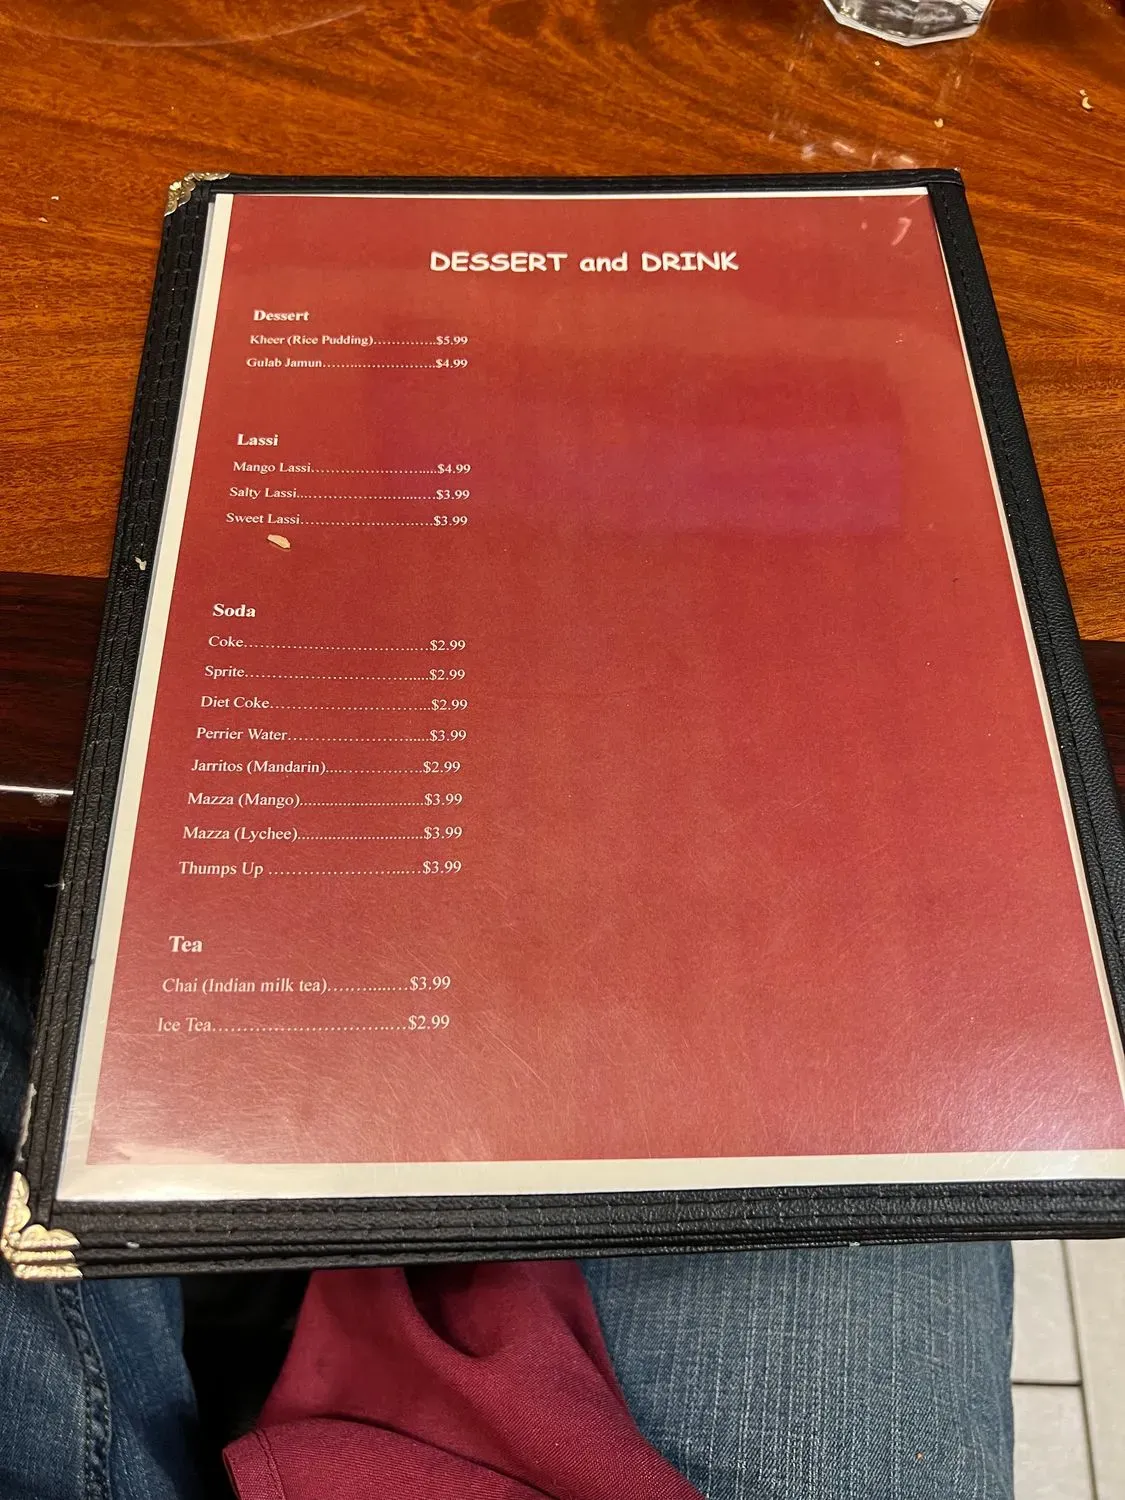 DESSERT and DRINK
Dessert
Kheer (Rice Pudding)..............$5.99
Gulab Jamun..........................$4.99
Lassi
Mango Lassi...........................$4.99
Salty Lassi..............................$3.99
Sweet Lassi.............................$3.99
Soda
Coke.......................................$2.99
Sprite......................................$2.99
Diet Coke................................$2.99
Perrier Water...........................$3.99
Jarritos (Mandarin)..................$2.99
Mazza (Mango).............................$3.99
Mazza (Lychee).............................$3.99
Thumps Up .............................$3.99
Tea
Chai (Indian milk tea)..............$3.99
Ice Tea....................................$2.99